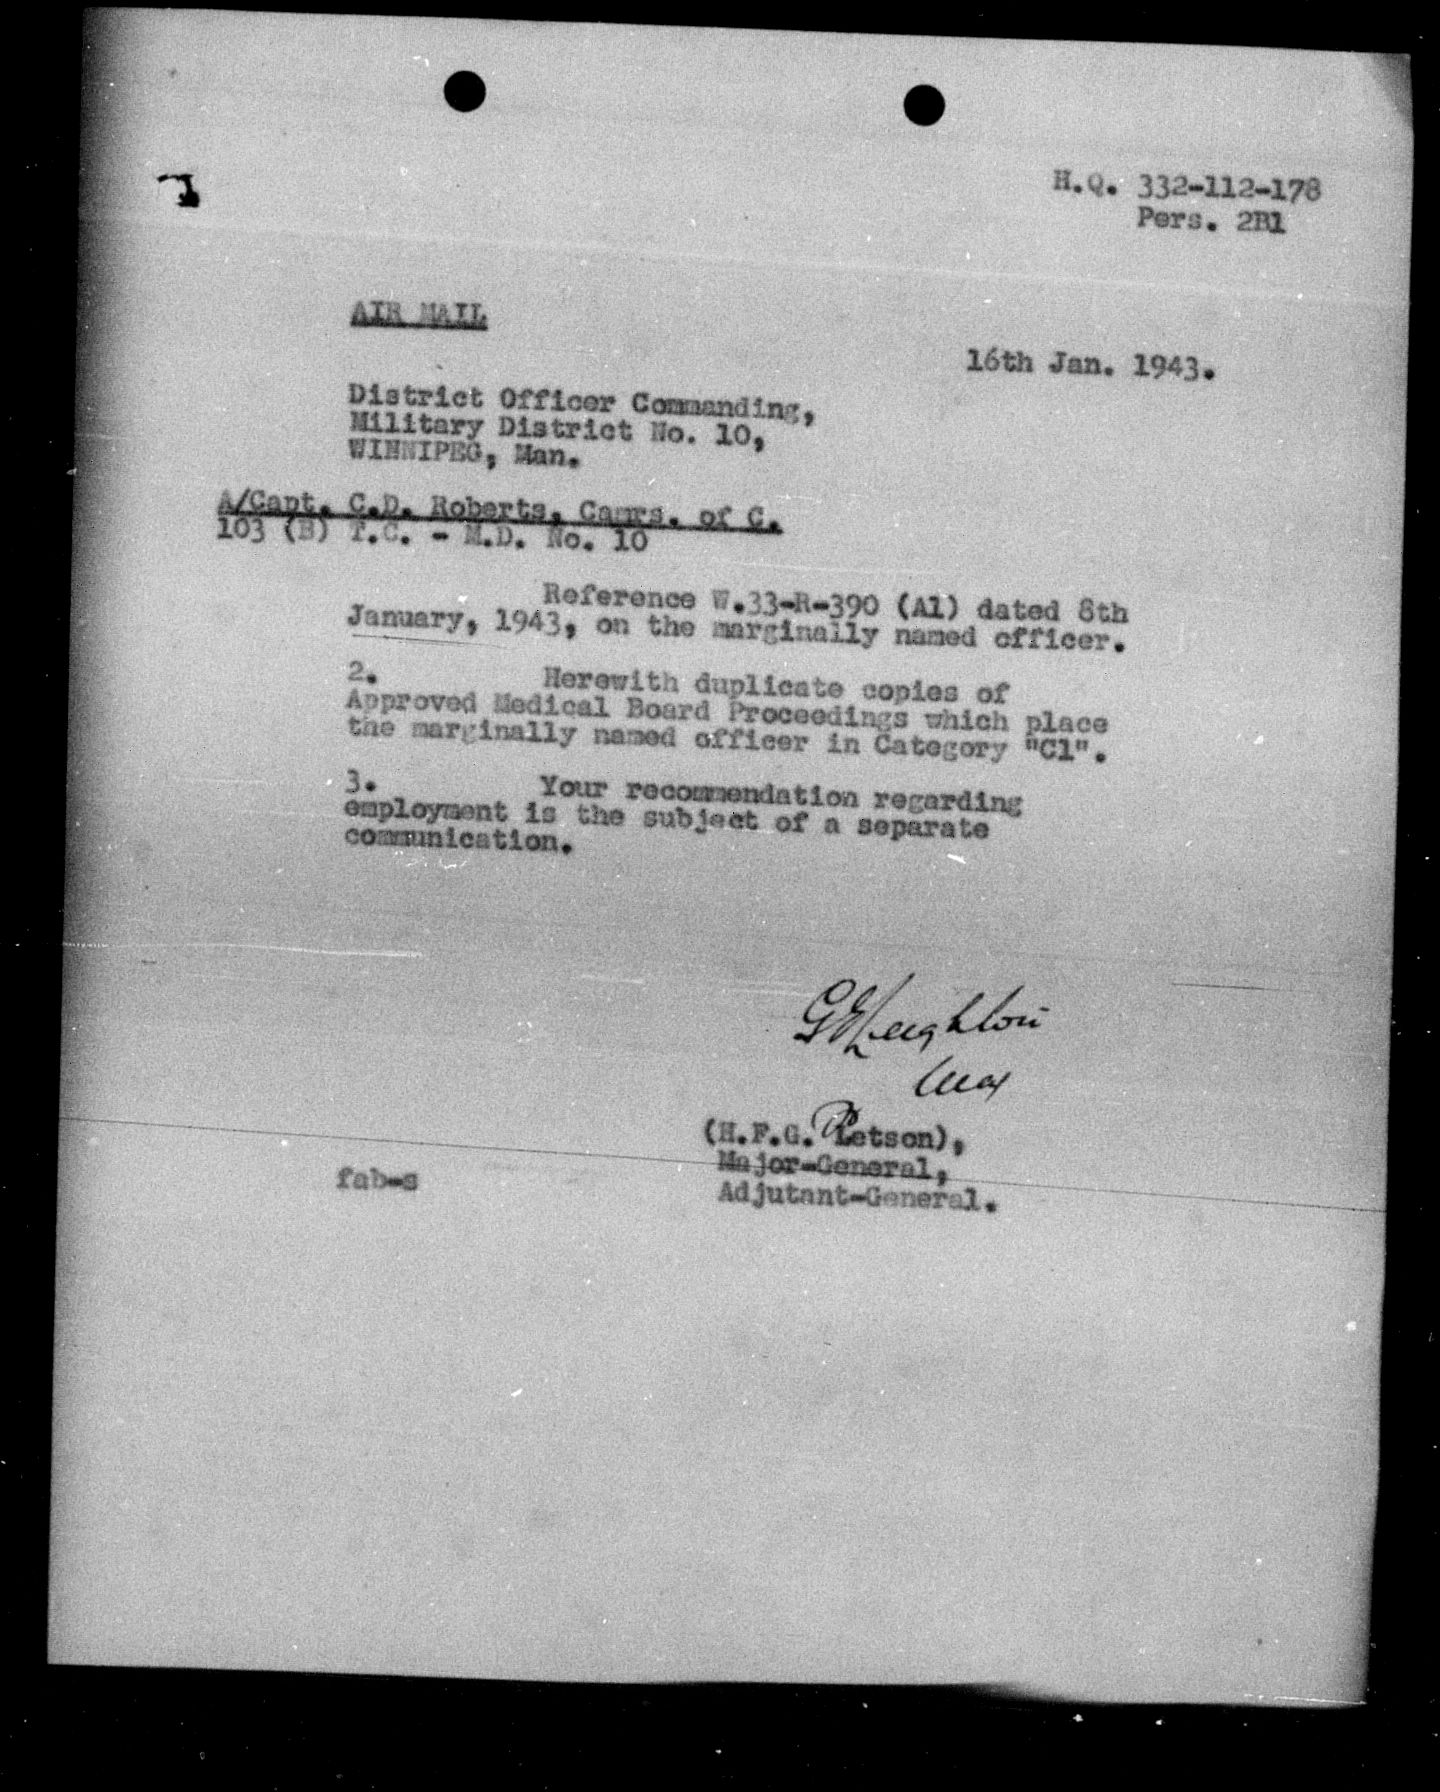 H.Q. 332-112-178
Pers. 2B1
AIR MAIL
16th Jan. 1943.
District Officer Commanding,
Military District No. 10,
WINNIPEG, Man.
A/Capt. C.D. Roberts, Camrs. of C.
103 (B) T.C. - M.D. No. 10
Reference W.33-R-390 (A1) dated 8th
January, 1943, on the marginally named officer.
2. Herewith duplicate copies of
Approved Medical Board Proceedings which place
the marginally named officer in Category "C1".
3. Your recommendation regarding
employment is the subject of a separate
communication.
(H.F.G. Letson),
Major-General,
Adjutant-General.
fab-s